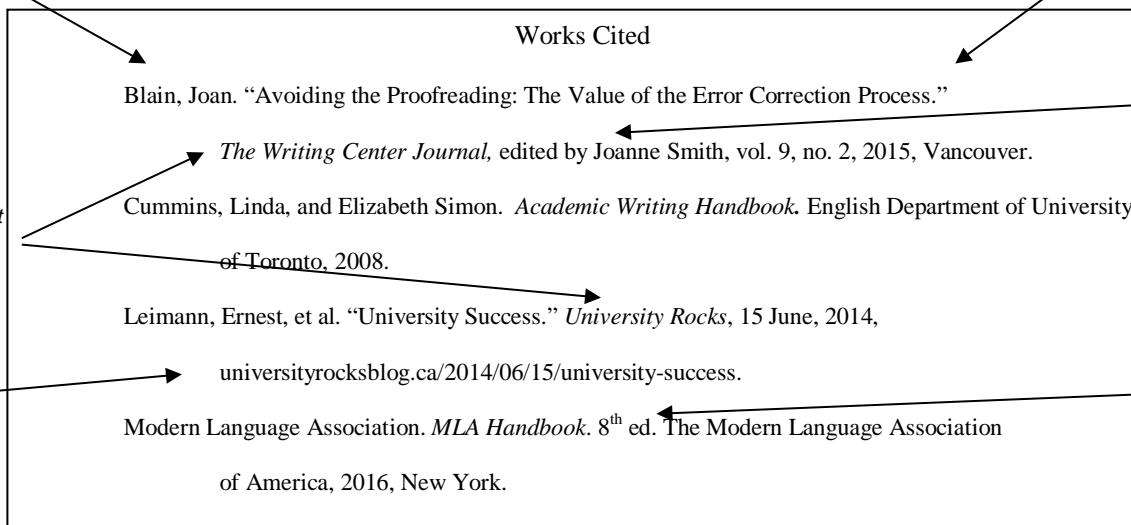 Works Cited
Blain, Joan. “Avoiding the Proofreading: The Value of the Error Correction Process.”
The Writing Center Journal, edited by Joanne Smith, vol. 9, no. 2, 2015, Vancouver.
Cummins, Linda, and Elizabeth Simon.  Academic Writing Handbook. English Department of University
of Toronto, 2008.
Leimann, Ernest, et al. “University Success.” University Rocks, 15 June, 2014,
universityrocksblog.ca/2014/06/15/university-success.
Modern Language Association. MLA Handbook. 8th ed. The Modern Language Association
of America, 2016, New York.